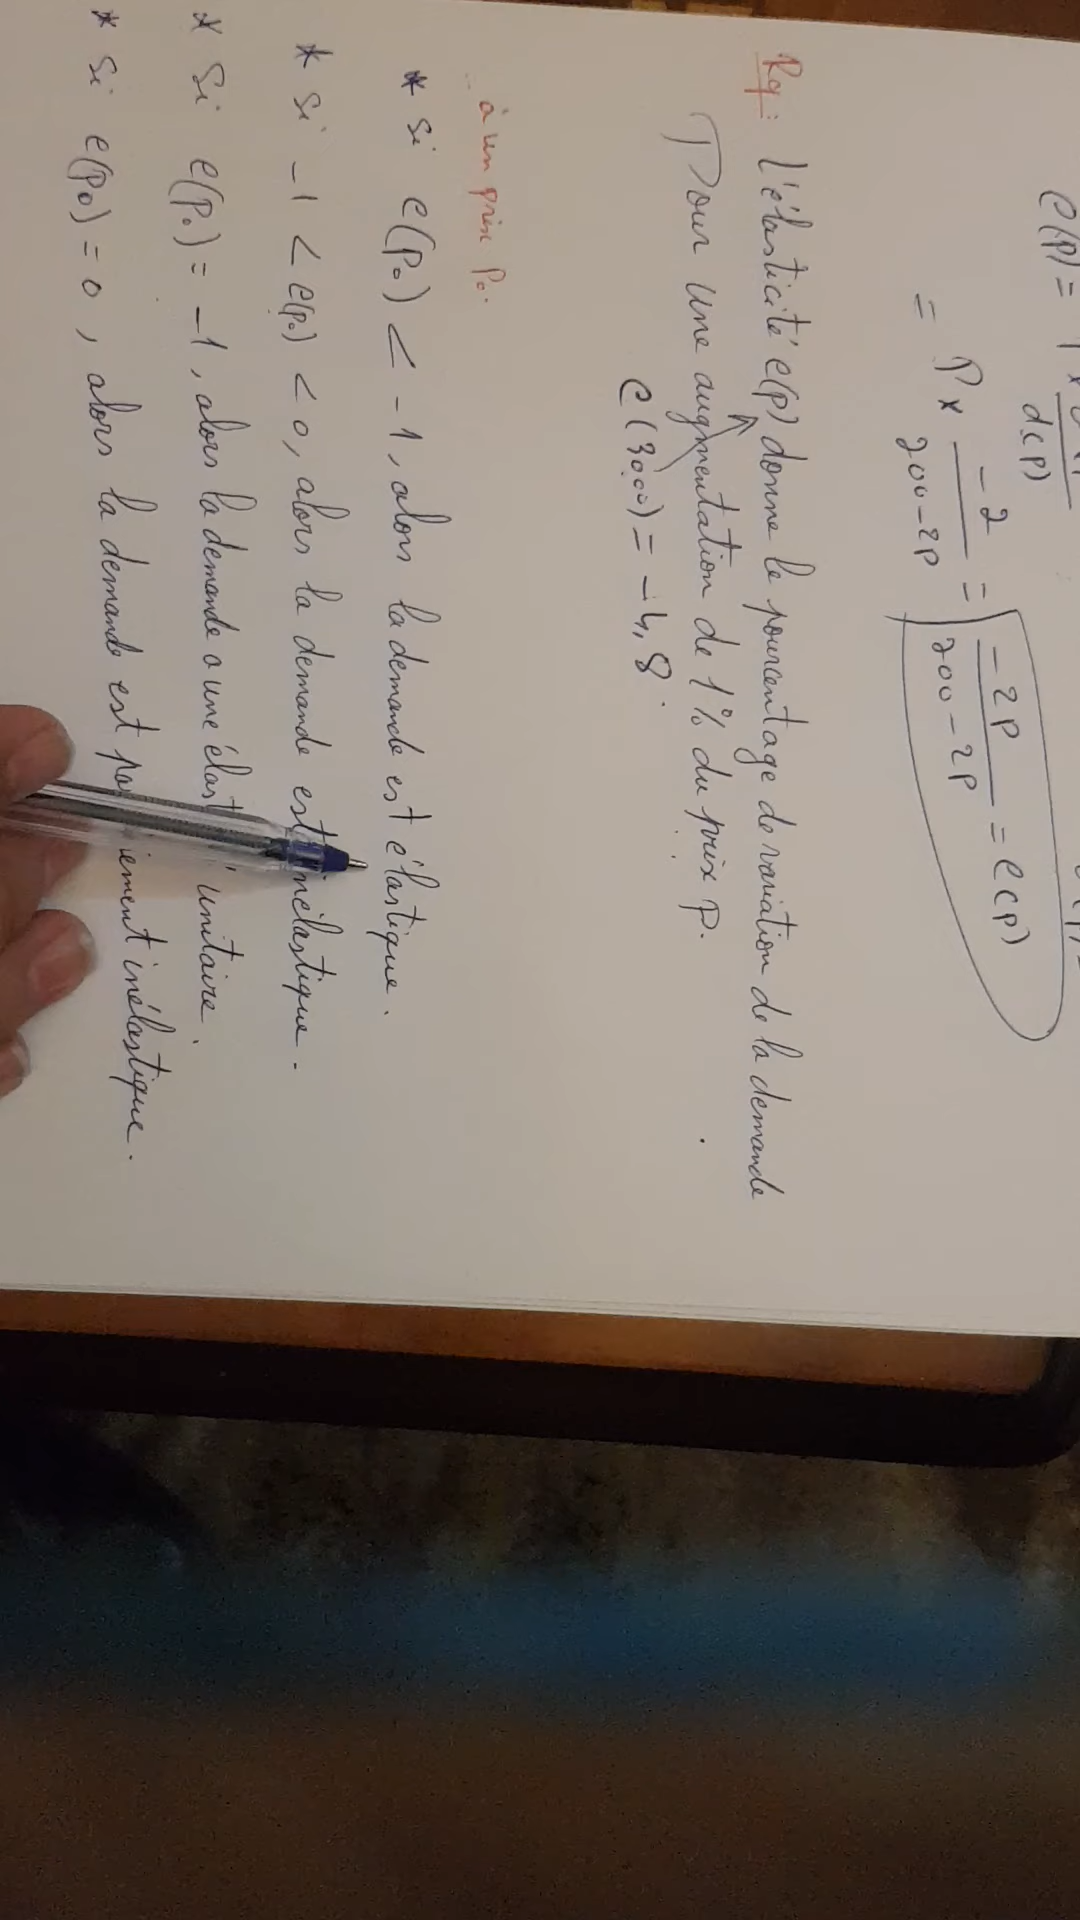 e(p) =
d(p)
= P × -2 / 200-2P = -2P / 200-2P = e(p)
Rq: l'élasticité e(p) donne le pourcentage de variation de la demande
Pour une augmentation de 1% du prix P.
e(3000) = -4,8
à un prix P₀.
* Si e(P₀) < -1, alors la demande est élastique.
* Si -1 < e(P₀) < 0, alors la demande est inélastique.
* Si e(P₀) = -1, alors la demande a une élast unitaire.
* Si e(P₀) = 0, alors la demande est inélastique.